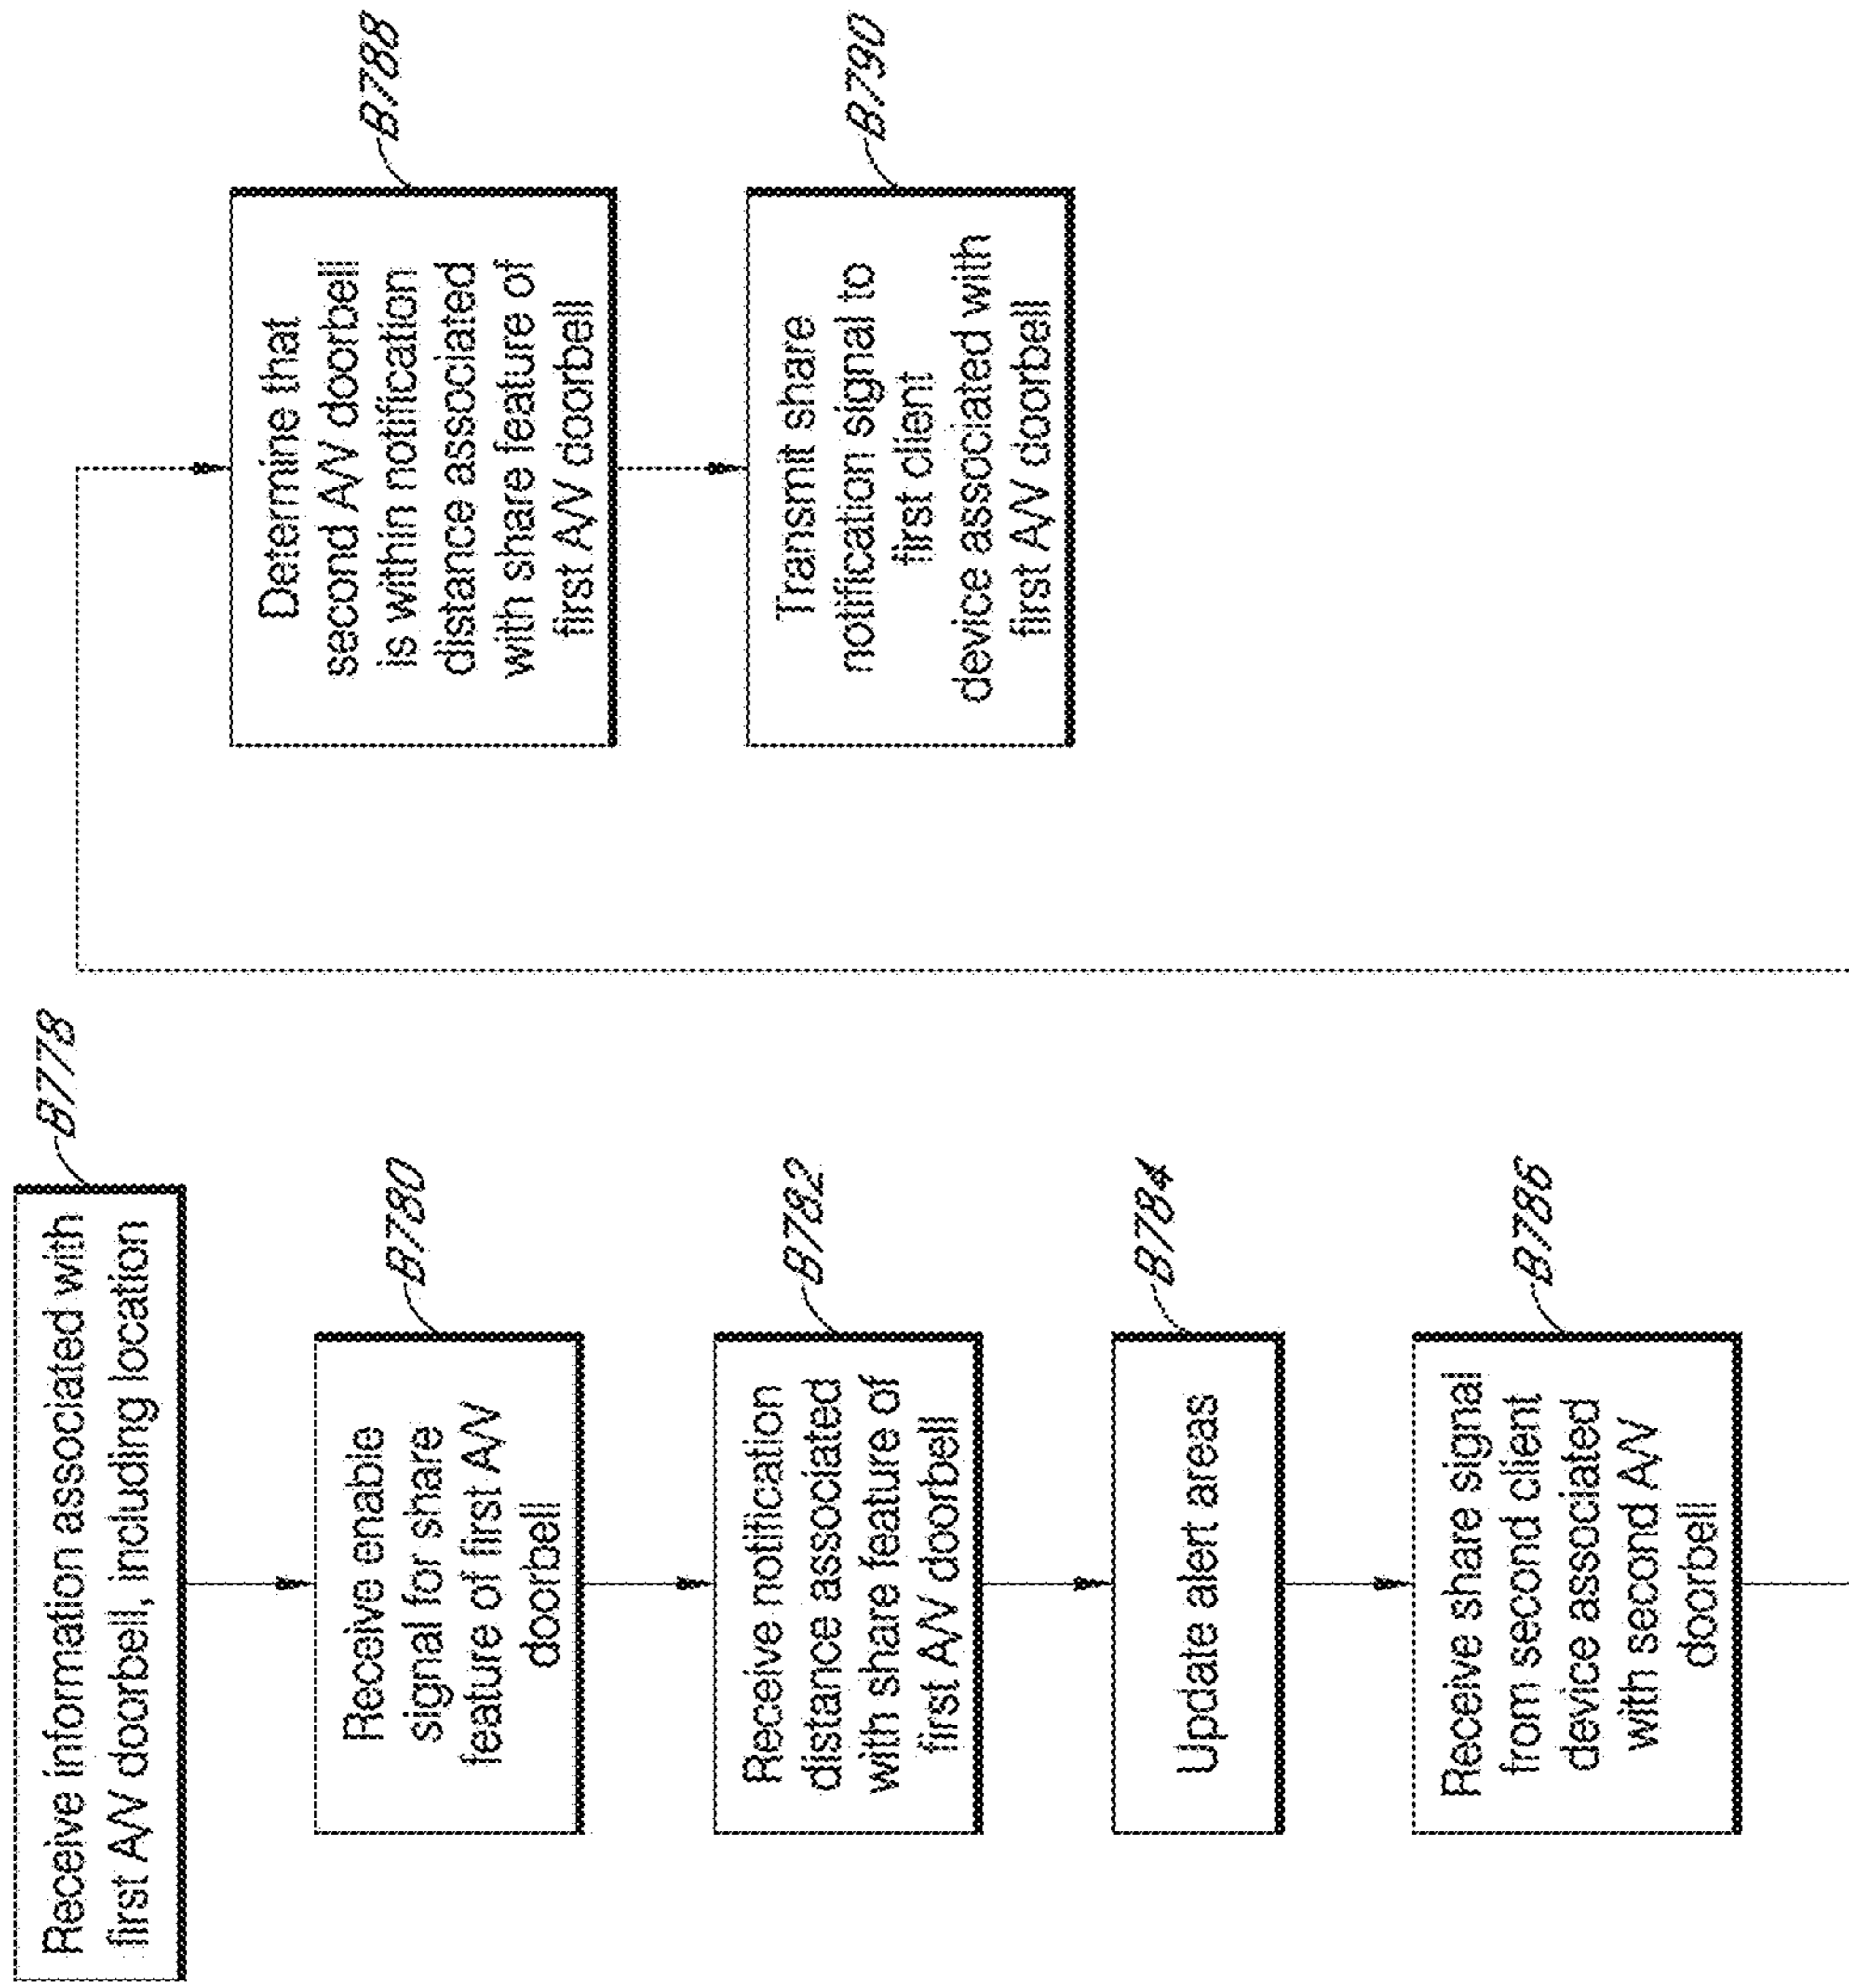 B778
Receive information associated with
first A/V doorbell, including location
B780
Receive enable
signal for share
feature of first A/V
doorbell
B782
Receive notification
distance associated
with share feature of
first A/V doorbell
B784
Update alert areas
B786
Receive share signal
from second client
device associated
with second A/V
doorbell
B788
Determine that
second A/V doorbell
is within notification
distance associated
with share feature of
first A/V doorbell
B790
Transmit share
notification signal to
first client
device associated with
first A/V doorbell